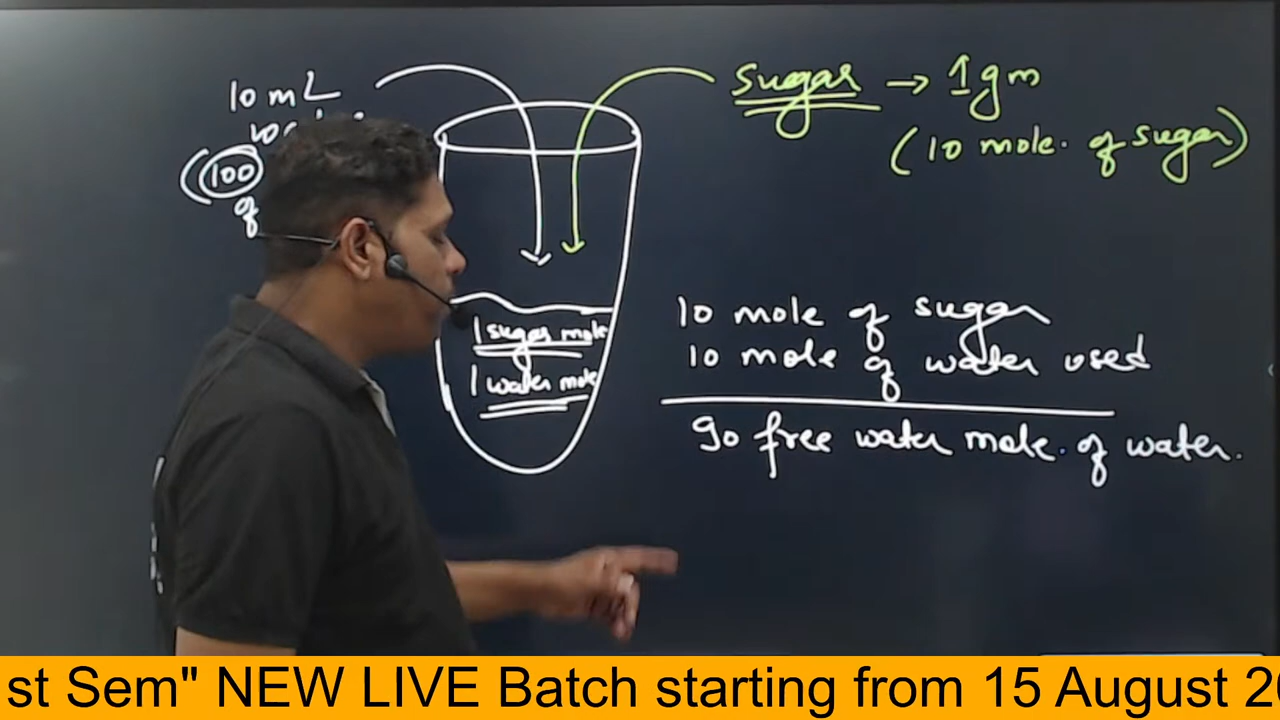 10 mL
(100
of
sugar → 1 gm
(10 mole. of sugar)
1 sugar mole
1 water mole
10 mole of sugar
10 mole of water used
90 free water mole. of water.
st Sem" NEW LIVE Batch starting from 15 August 20